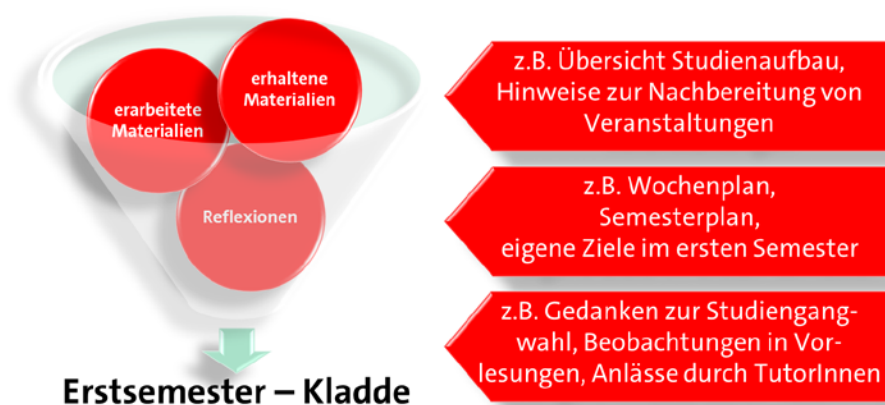 erarbeitete
Materialien
erhaltene
Materialien
Reflexionen
Erstsemester – Kladde
z.B. Übersicht Studienaufbau,
Hinweise zur Nachbereitung von
Veranstaltungen
z.B. Wochenplan,
Semesterplan,
eigene Ziele im ersten Semester
z.B. Gedanken zur Studiengang-
wahl, Beobachtungen in Vor-
lesungen, Anlässe durch TutorInnen